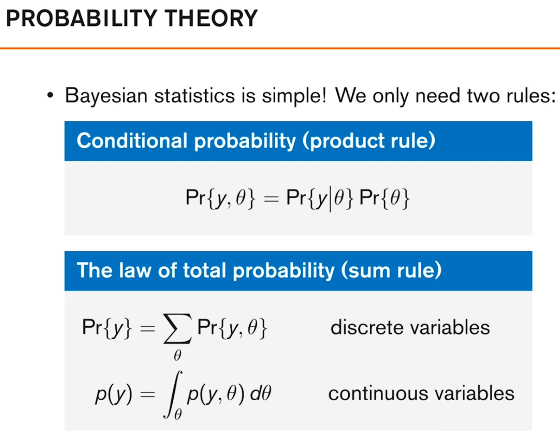 PROBABILITY THEORY
• Bayesian statistics is simple! We only need two rules:
Conditional probability (product rule)
Pr{y, θ} = Pr{y|θ} Pr{θ}
The law of total probability (sum rule)
Pr{y} = ∑_θ Pr{y, θ} discrete variables
p(y) = ∫_θ p(y, θ) dθ continuous variables